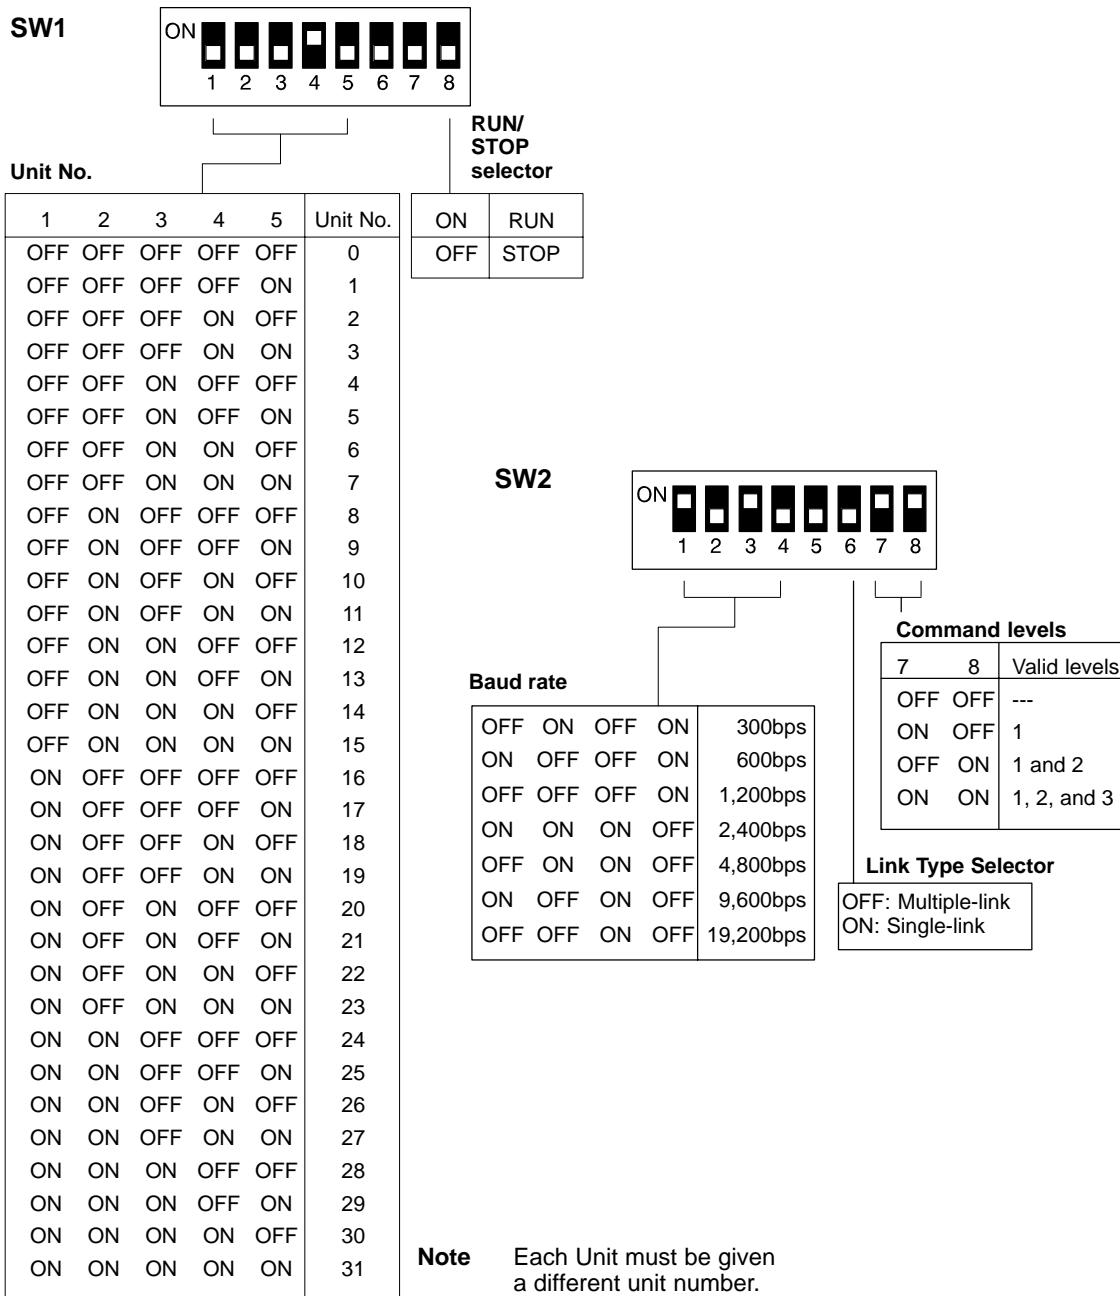 SW1
ON
1 2 3 4 5 6 7 8
RUN/
STOP
selector
Unit No.
1 2 3 4 5 Unit No.
OFF OFF OFF OFF OFF 0
OFF OFF OFF OFF ON 1
OFF OFF OFF ON OFF 2
OFF OFF OFF ON ON 3
OFF OFF ON OFF OFF 4
OFF OFF ON OFF ON 5
OFF OFF ON ON OFF 6
OFF OFF ON ON ON 7
OFF ON OFF OFF OFF 8
OFF ON OFF OFF ON 9
OFF ON OFF ON OFF 10
OFF ON OFF ON ON 11
OFF ON ON OFF OFF 12
OFF ON ON OFF ON 13
OFF ON ON ON OFF 14
OFF ON ON ON ON 15
ON OFF OFF OFF OFF 16
ON OFF OFF OFF ON 17
ON OFF OFF ON OFF 18
ON OFF OFF ON ON 19
ON OFF ON OFF OFF 20
ON OFF ON OFF ON 21
ON OFF ON ON OFF 22
ON OFF ON ON ON 23
ON ON OFF OFF OFF 24
ON ON OFF OFF ON 25
ON ON OFF ON OFF 26
ON ON OFF ON ON 27
ON ON ON OFF OFF 28
ON ON ON OFF ON 29
ON ON ON ON OFF 30
ON ON ON ON ON 31
ON RUN
OFF STOP
SW2
ON
1 2 3 4 5 6 7 8
Baud rate
OFF ON OFF ON 300bps
ON OFF OFF ON 600bps
OFF OFF OFF ON 1,200bps
ON ON ON OFF 2,400bps
OFF ON ON OFF 4,800bps
ON OFF ON OFF 9,600bps
OFF OFF ON OFF 19,200bps
Command levels
7 8 Valid levels
OFF OFF ---
ON OFF 1
OFF ON 1 and 2
ON ON 1, 2, and 3
Link Type Selector
OFF: Multiple-link
ON: Single-link
Note Each Unit must be given
a different unit number.